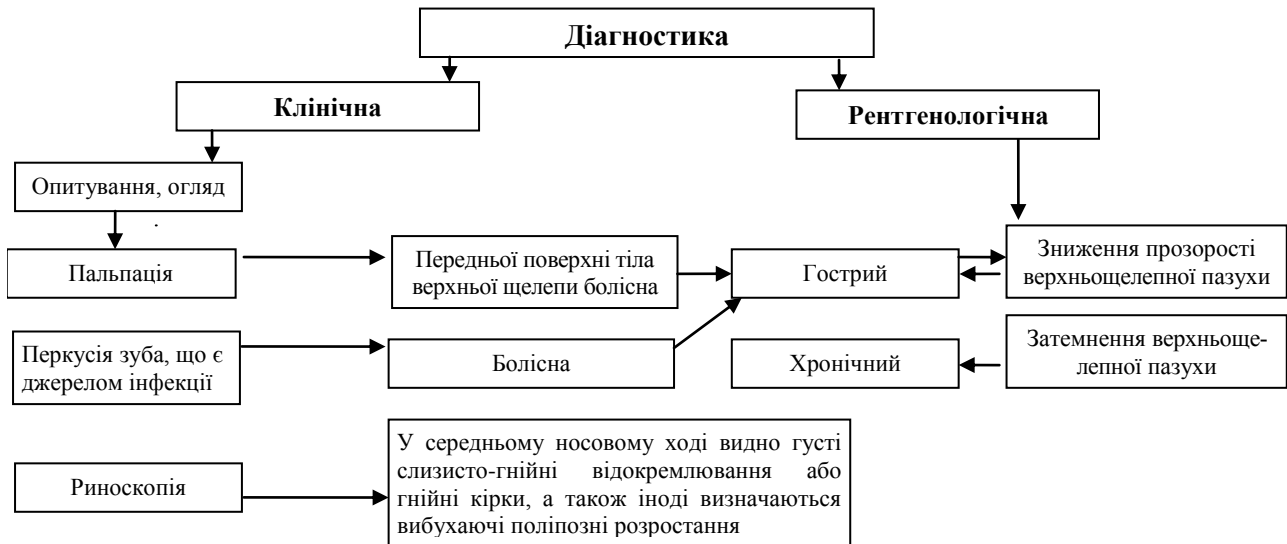 Діагностика
Клінічна
Рентгенологічна
Опитування, огляд
.
Пальпація
Передньої поверхні тіла
верхньої щелепи болісна
Гострий
Зниження прозорості
верхньощелепної пазухи
Перкусія зуба, що є
джерелом інфекції
Болісна
Хронічний
Затемнення верхньоще-
лепної пазухи
Риноскопія
У середньому носовому ході видно густі
слизисто-гнійні відокремлювання або
гнійні кірки, а також іноді визначаються
вибухаючі поліпозні розростання